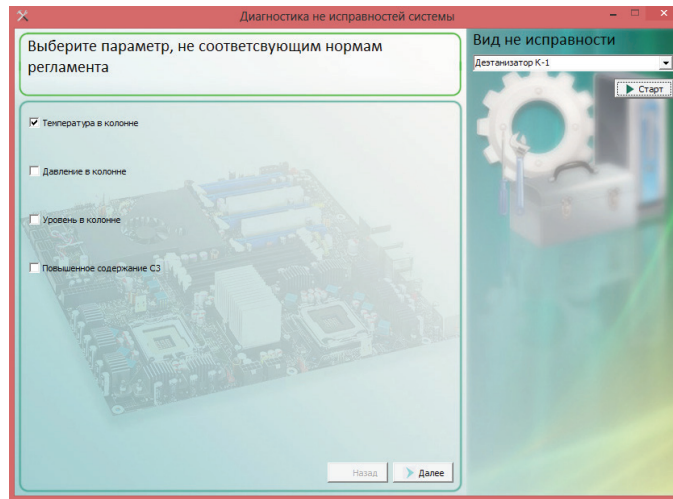 Диагностика не исправностей системы
Выберите параметр, не соответсвующим нормам
регламента
Вид не исправности
Деэтанизатор К-1
Старт
Температура в колонне
Давление в колонне
Уровень в колонне
Повышенное содержание С3
Назад
Далее